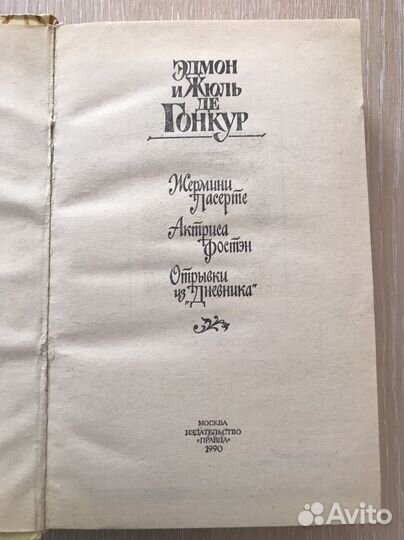 ЭДМОН
И ЖЮЛЬ
ДЕ
ГОНКУР
Жермини
Ласерте
Актриса
Фостэн
Отрывки
из „Дневника“
МОСКВА
ИЗДАТЕЛЬСТВО
«ПРАВДА»
1990
Avito